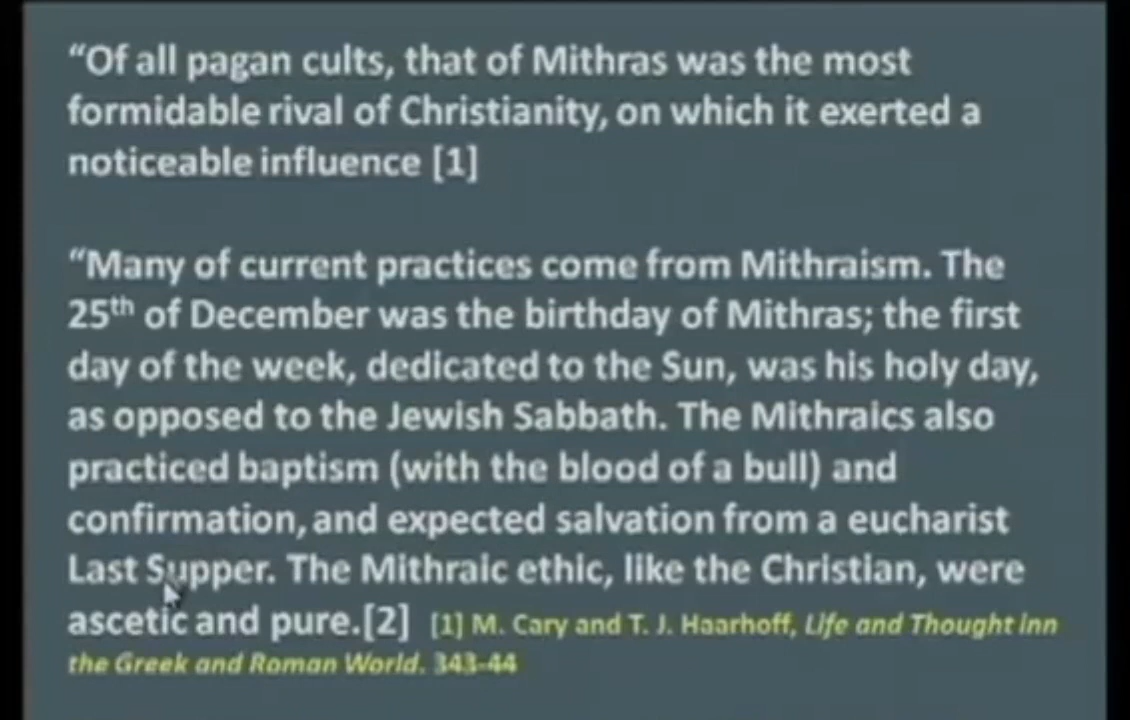 “Of all pagan cults, that of Mithras was the most
formidable rival of Christianity, on which it exerted a
noticeable influence [1]
“Many of current practices come from Mithraism. The
25th of December was the birthday of Mithras; the first
day of the week, dedicated to the Sun, was his holy day,
as opposed to the Jewish Sabbath. The Mithraics also
practiced baptism (with the blood of a bull) and
confirmation, and expected salvation from a eucharist
Last Supper. The Mithraic ethic, like the Christian, were
ascetic and pure.[2] [1] M. Cary and T. J. Haarhoff, Life and Thought inn
the Greek and Roman World. 343-44